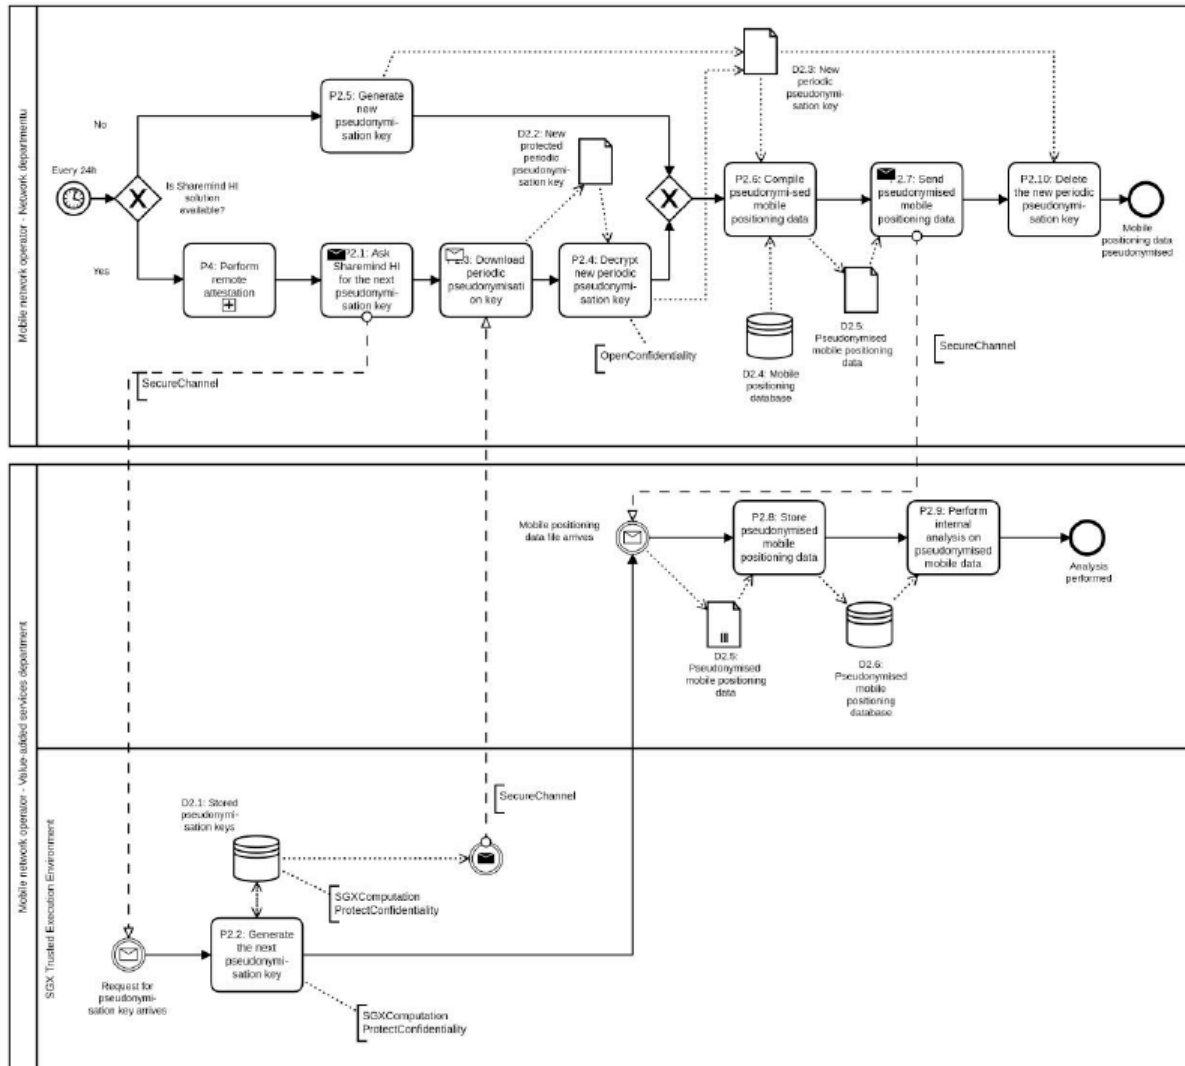 Mobile network operator - Network departmentu
Every 24h
No
Yes
Is Sharemind HI
solution
available?
P2.5: Generate
new
pseudonymi-
sation key
P4: Perform
remote
attestation
P2.1: Ask
Sharemind HI
for the next
pseudonymi-
sation key
SecureChannel
D2.2: New
protected
periodic
pseudonymi-
sation key
2.3: Download
periodic
pseudonymisati
on key
P2.4: Decrypt
new periodic
pseudonymi-
sation key
OpenConfidentiality
D2.3: New
periodic
pseudonymi-
sation key
P2.6: Compile
pseudonymi-sed
mobile
positioning data
D2.4: Mobile
positioning
database
D2.5:
Pseudonymised
mobile positioning
data
2.7: Send
pseudonymised
mobile
positioning data
SecureChannel
P2.10: Delete
the new periodic
pseudonymi-
sation key
Mobile
positioning data
pseudonymised
Mobile network operator - Value-added services department
Mobile positioning
data file arrives
P2.8: Store
pseudonymised
mobile
positioning data
P2.9: Perform
internal
analysis on
pseudonymised
mobile data
Analysis
performed
D2.5:
Pseudonymised
mobile positioning
data
D2.6:
Pseudonymised
mobile
positioning
database
SGX Trusted Execution Environment
D2.1: Stored
pseudonymi-
sation keys
SecureChannel
SGXComputation
ProtectConfidentiality
P2.2: Generate
the next
pseudonymi-
sation key
Request for
pseudonymi-
sation key arrives
SGXComputation
ProtectConfidentiality